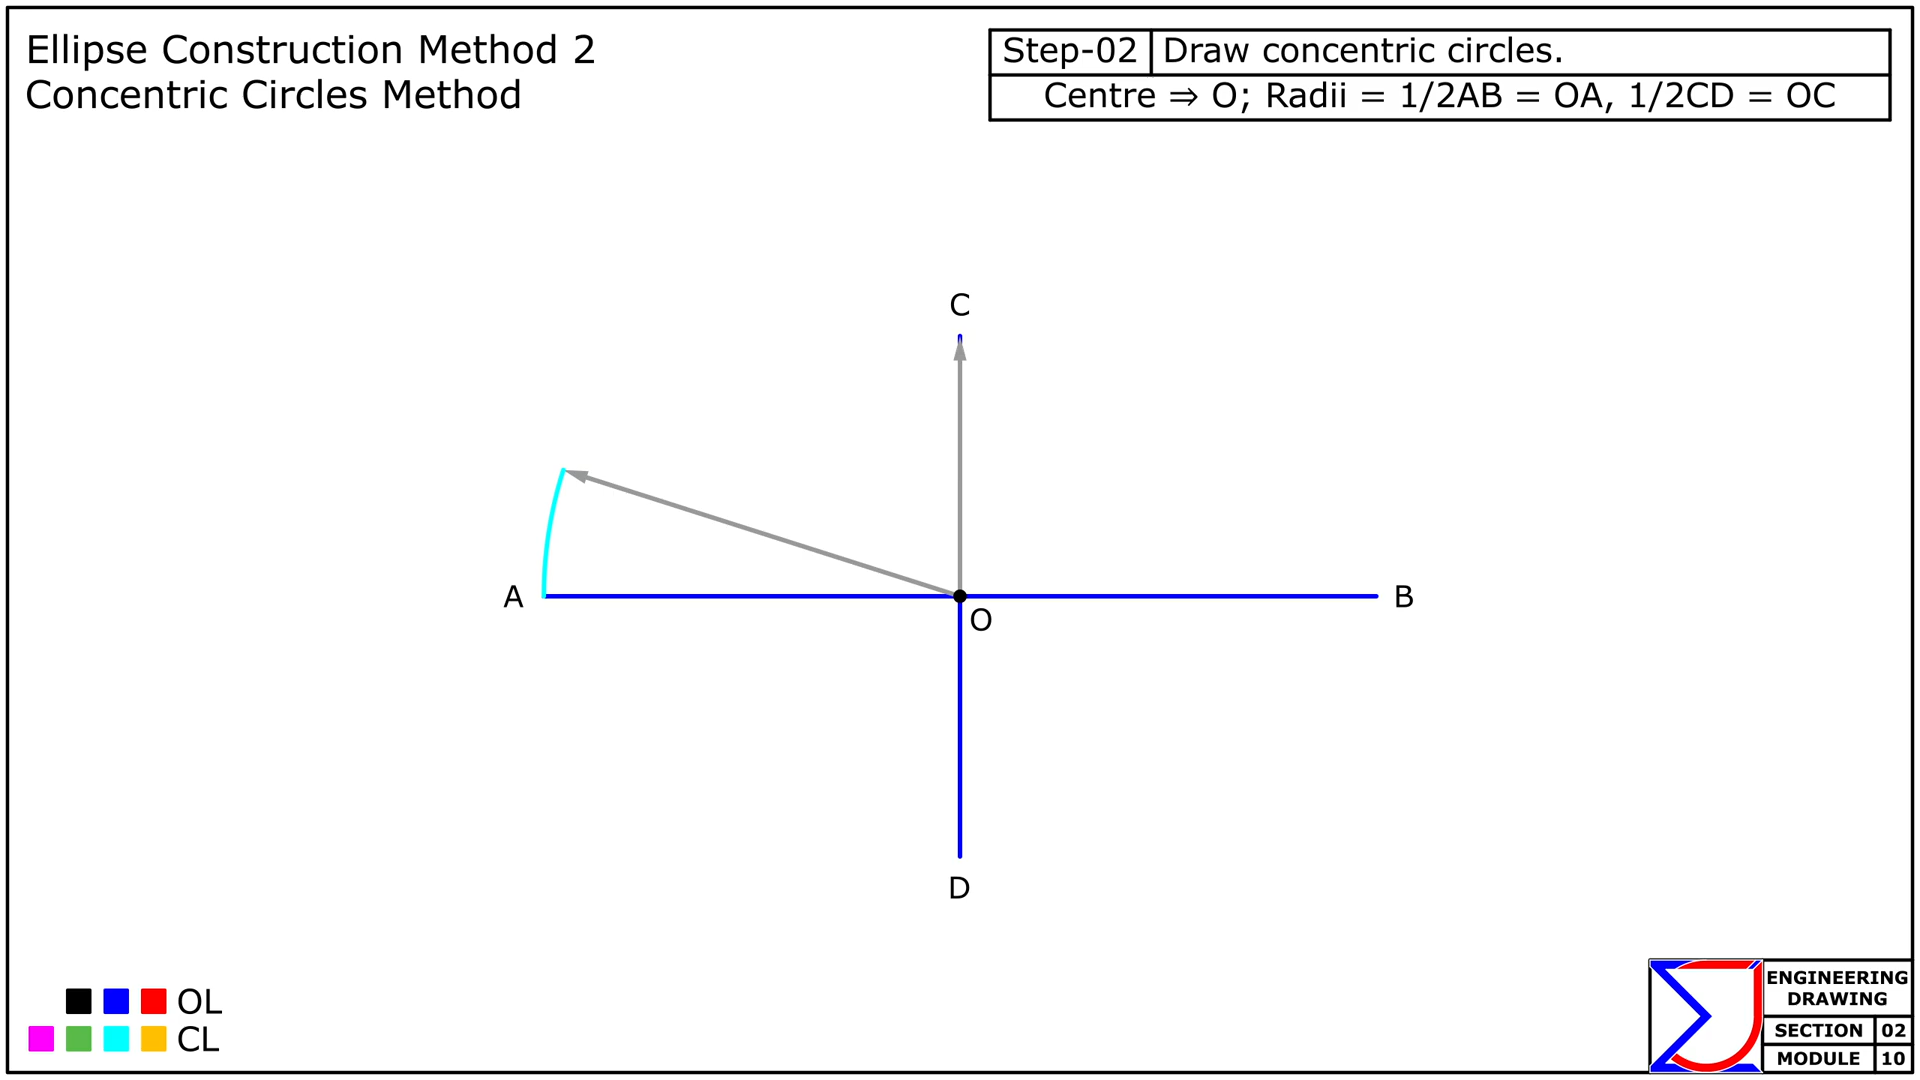 Ellipse Construction Method 2
Concentric Circles Method
Step-02 Draw concentric circles.
Centre ⇒ O; Radii = 1/2AB = OA, 1/2CD = OC
C
A
B
O
D
OL
CL
ENGINEERING
DRAWING
SECTION 02
MODULE 10